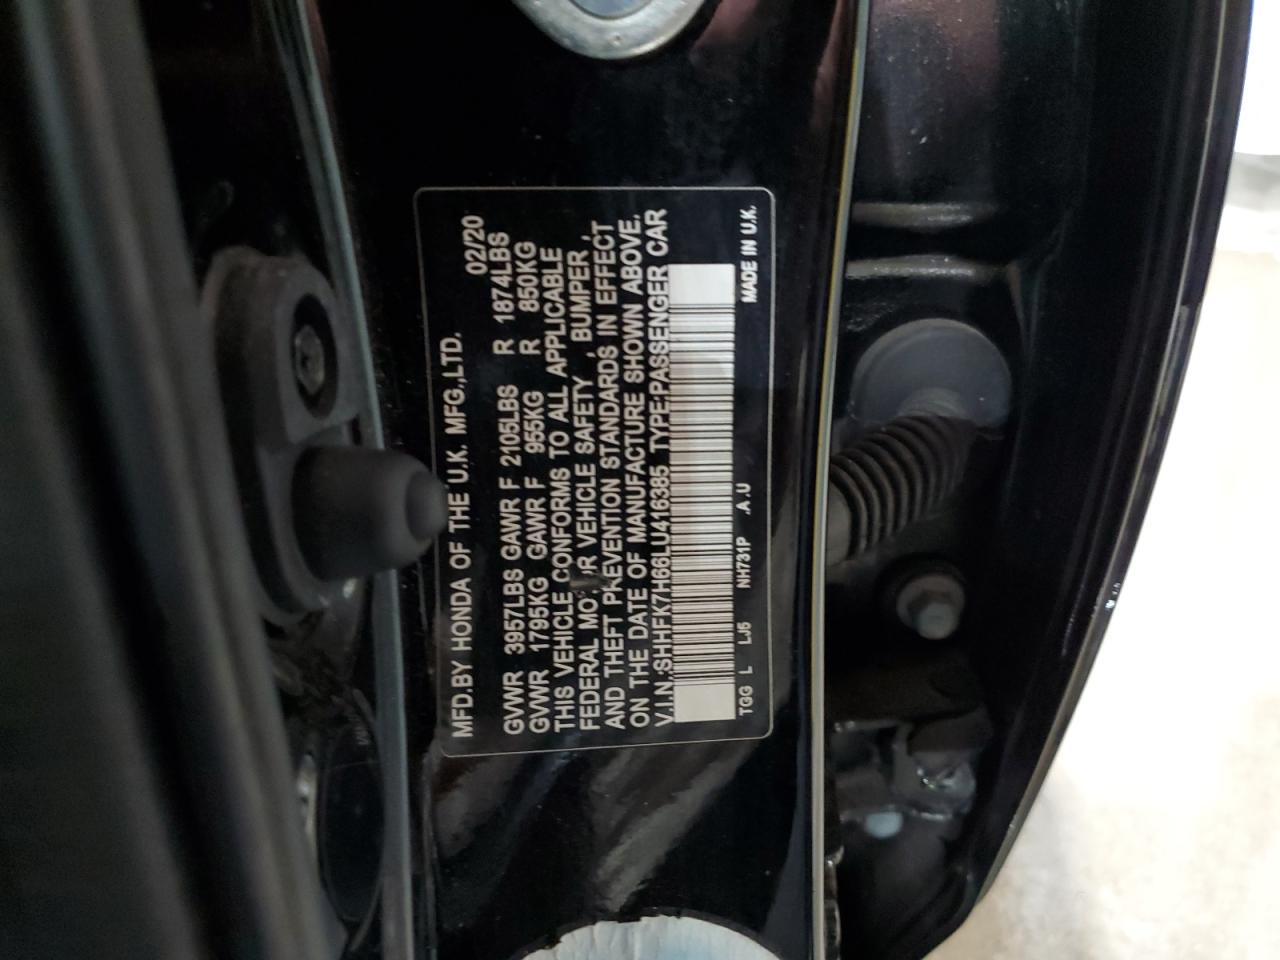 MFD.BY HONDA OF THE U.K. MFG.,LTD. 02/20
GVWR 3957LBS GAWR F 2105LBS R 1874LBS
GVWR 1795KG GAWR F 955KG R 850KG
THIS VEHICLE CONFORMS TO ALL APPLICABLE
FEDERAL MOTOR VEHICLE SAFETY, BUMPER,
AND THEFT PREVENTION STANDARDS IN EFFECT
ON THE DATE OF MANUFACTURE SHOWN ABOVE.
V.I.N.:SHHFK7H66LU416385 TYPE:PASSENGER CAR
TGG L LJ5 NH731P .A.U MADE IN U.K.